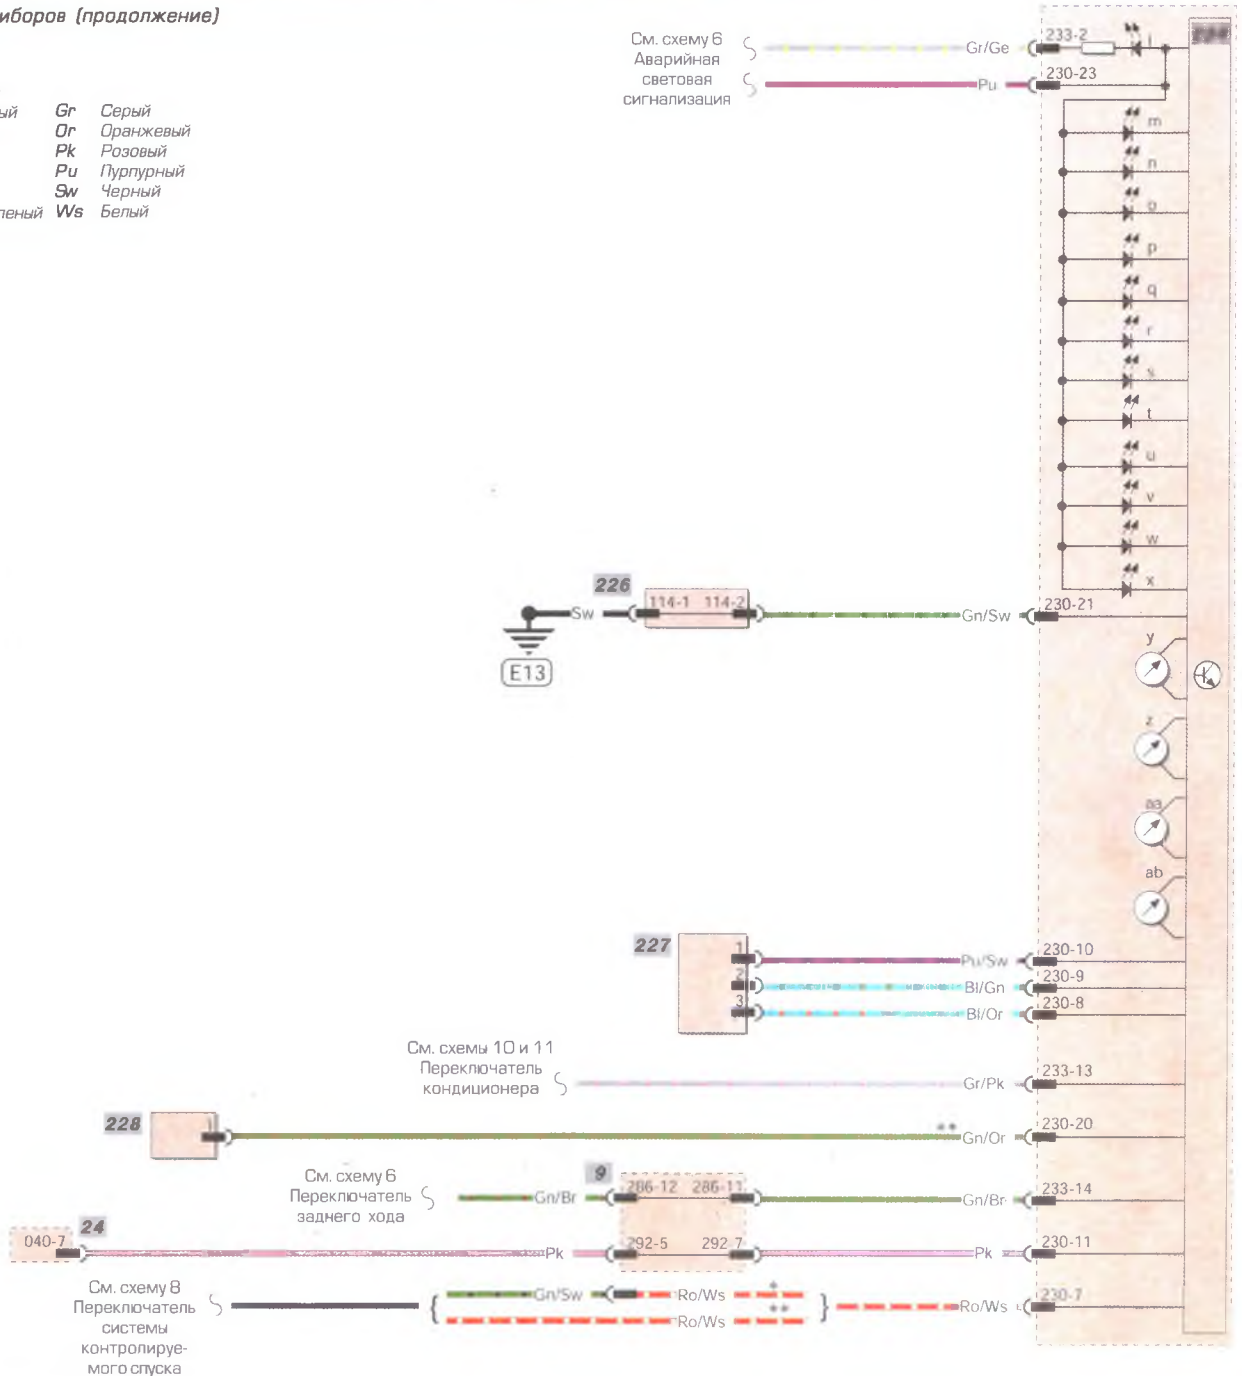 иборов (продолжение)
ый Gr Серый
Or Оранжевый
Pk Розовый
Pu Пурпурный
Sw Черный
леный Ws Белый
См. схему 6
Аварийная
световая
сигнализация
Gr/Ge 233-2 l
Pu 230-23
m
n
o
p
q
r
s
t
u
v
w
x
226
Sw 114-1 114-2 Gn/Sw 230-21
E13
y
z
aa
ab
227
1 Pu/Sw 230-10
2 Bl/Gn 230-9
3 Bl/Or 230-8
См. схемы 10 и 11
Переключатель
кондиционера
Gr/Pk 233-13
228 1 ** Gn/Or 230-20
См. схему 6
Переключатель
заднего хода
9
Gn/Br 286-12 286-11 Gn/Br 233-14
24
040-7 Pk 292-5 292-7 Pk 230-11
См. схему 8
Переключатель
системы
контролируе-
мого спуска
{ Gn/Sw Ro/Ws *
Ro/Ws ** } Ro/Ws 230-7